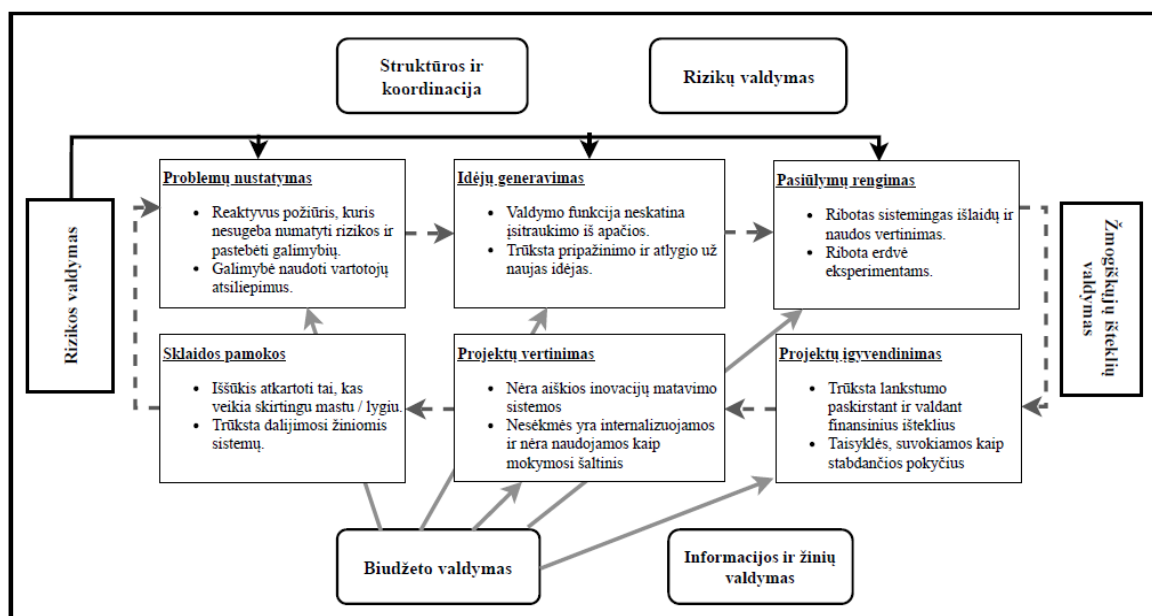 Struktūros ir
koordinacija
Rizikų valdymas
Rizikos valdymas
Problemų nustatymas
• Reaktyvus požiūris, kuris
nesugeba numatyti rizikos ir
pastebėti galimybių.
• Galimybė naudoti vartotojų
atsiliepimus.
Idėjų generavimas
• Valdymo funkcija neskatina
įsitraukimo iš apačios.
• Trūksta pripažinimo ir atlygio už
naujas idėjas.
Pasiūlymų rengimas
• Ribotas sistemingas išlaidų ir
naudos vertinimas.
• Ribota erdvė
eksperimentams.
Žmogiškųjų išteklių
valdymas
Sklaidos pamokos
• Iššūkis atkartoti tai, kas
veikia skirtingu mastu / lygiu.
• Trūksta dalijimosi žiniomis
sistemų.
Projektų vertinimas
• Nėra aiškios inovacijų matavimo
sistemos
• Nesėkmės yra internalizuojamos
ir nėra naudojamos kaip
mokymosi šaltinis
Projektų įgyvendinimas
• Trūksta lankstumo
paskirstant ir valdant
finansinius išteklius
• Taisyklės, suvokiamos kaip
stabdančios pokyčius
Biudžeto valdymas
Informacijos ir žinių
valdymas